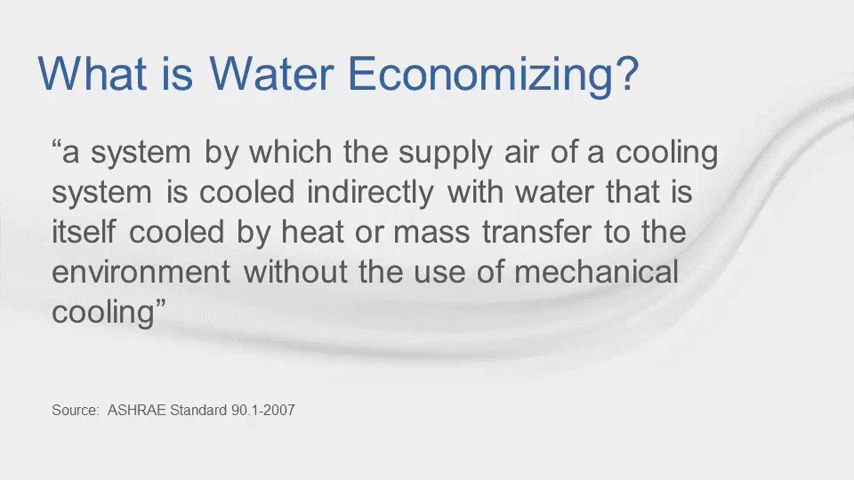 What is Water Economizing?
“a system by which the supply air of a cooling
system is cooled indirectly with water that is
itself cooled by heat or mass transfer to the
environment without the use of mechanical
cooling”
Source: ASHRAE Standard 90.1-2007